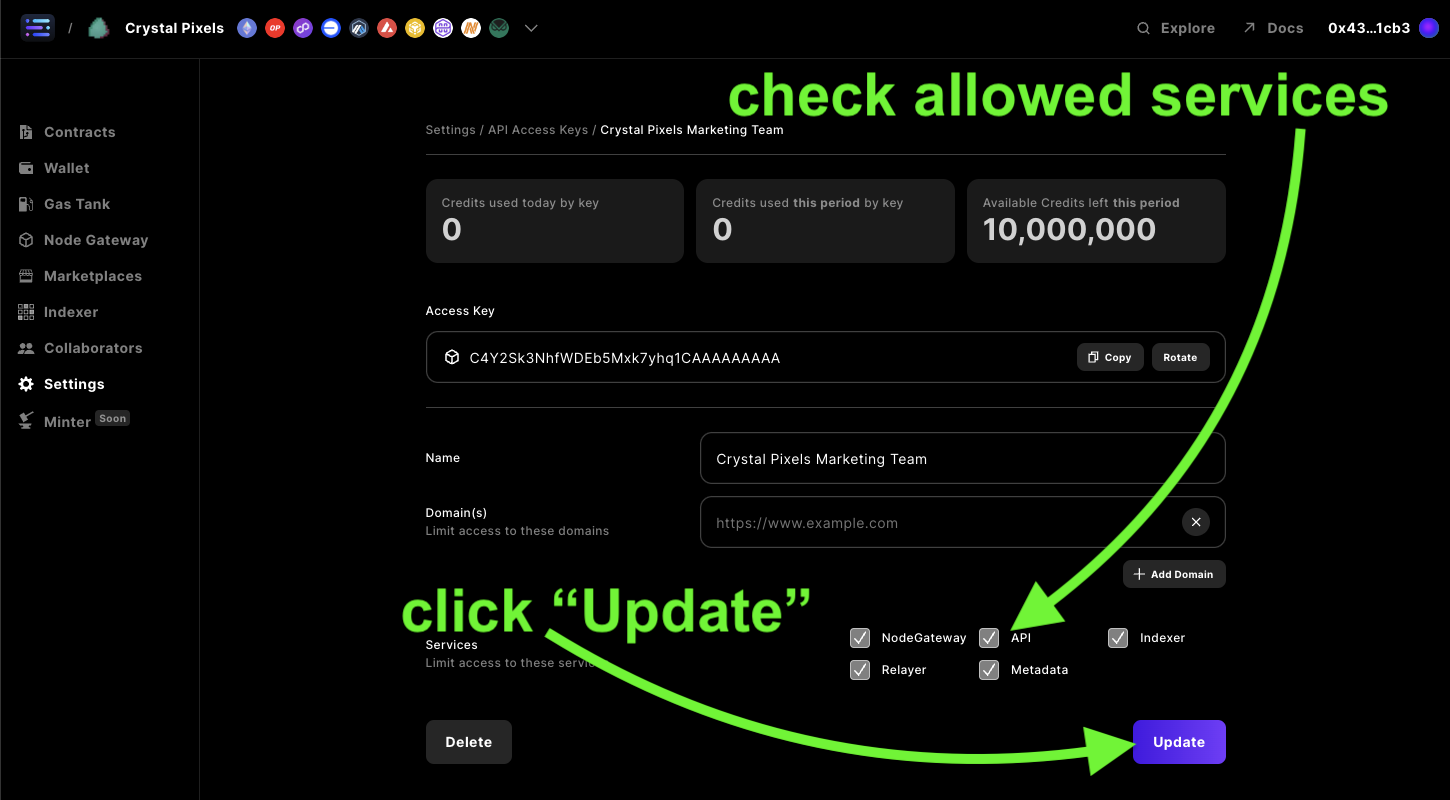 / Crystal Pixels
Explore Docs 0x43...1cb3
check allowed services
Contracts
Wallet
Gas Tank
Node Gateway
Marketplaces
Indexer
Collaborators
Settings
Minter Soon
Settings / API Access Keys / Crystal Pixels Marketing Team
Credits used today by key
0
Credits used this period by key
0
Available Credits left this period
10,000,000
Access Key
C4Y2Sk3NhfWDEb5Mxk7yhq1CAAAAAAAAA
Copy Rotate
Name
Crystal Pixels Marketing Team
Domain(s)
Limit access to these domains
https://www.example.com
Add Domain
click “Update”
Services
Limit access to these
NodeGateway API Indexer
Relayer Metadata
Delete Update